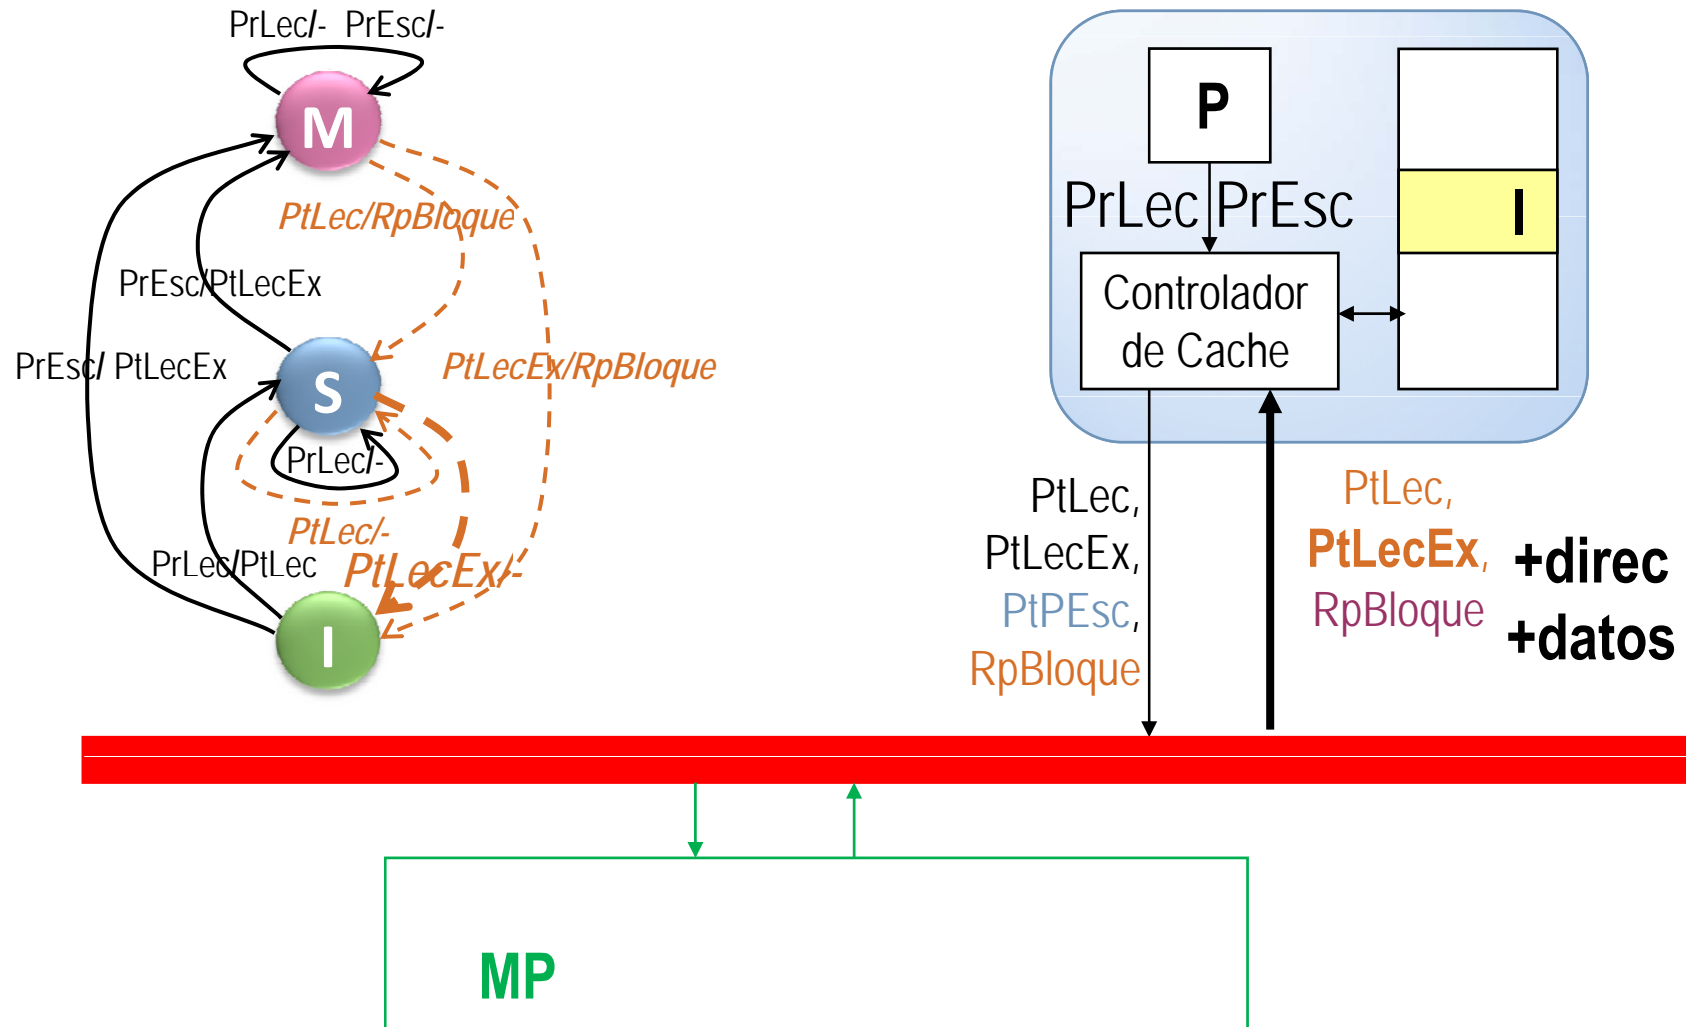 PrLec/- PrEsc/-
M
PtLec/RpBloque
PrEsc/PtLecEx
PrEsc/ PtLecEx
PtLecEx/RpBloque
S
PrLec/-
PtLec/-
PrLec/PtLec
PtLecEx/-
I
P
PrLec PrEsc
I
Controlador
de Cache
PtLec,
PtLecEx,
PtPEsc,
RpBloque
PtLec,
PtLecEx,
RpBloque
+direc
+datos
MP